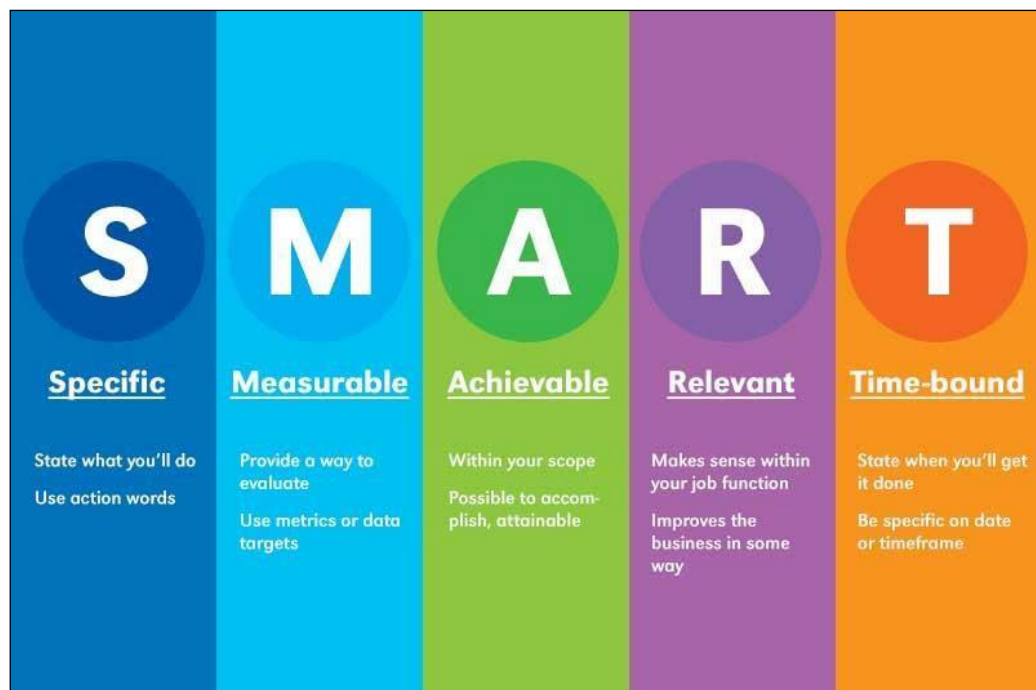 S
Specific
State what you'll do
Use action words
M
Measurable
Provide a way to
evaluate
Use metrics or data
targets
A
Achievable
Within your scope
Possible to accom-
plish, attainable
R
Relevant
Makes sense within
your job function
Improves the
business in some
way
T
Time-bound
State when you'll get
it done
Be specific on date
or timeframe